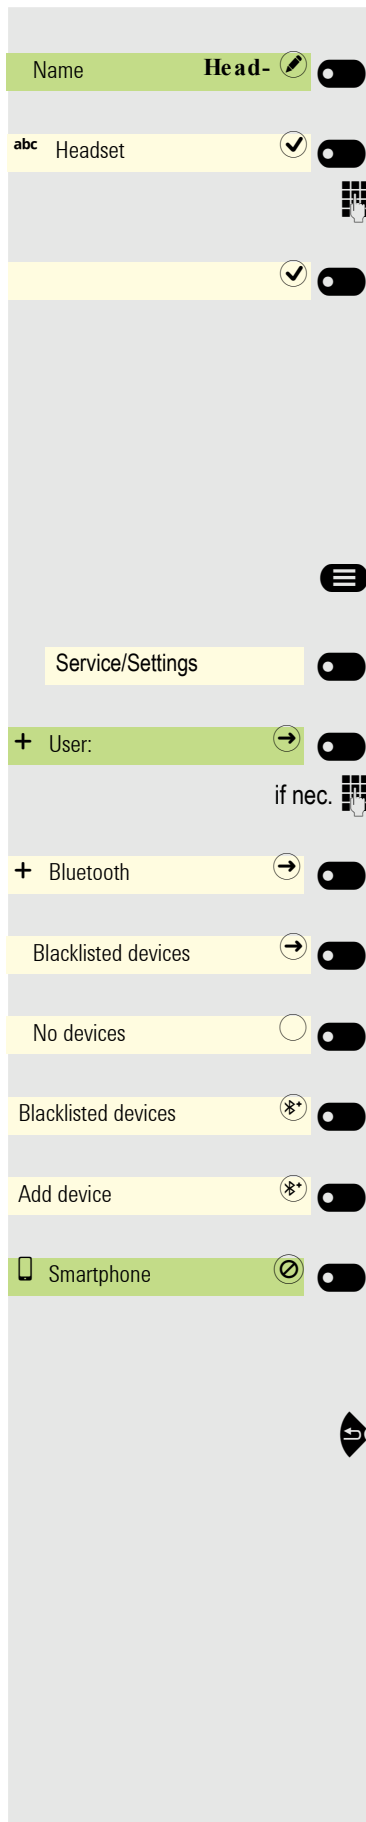 Name Head-
abc Headset
Service/Settings
+ User:
if nec.
+ Bluetooth
Blacklisted devices
No devices
Blacklisted devices
Add device
Smartphone